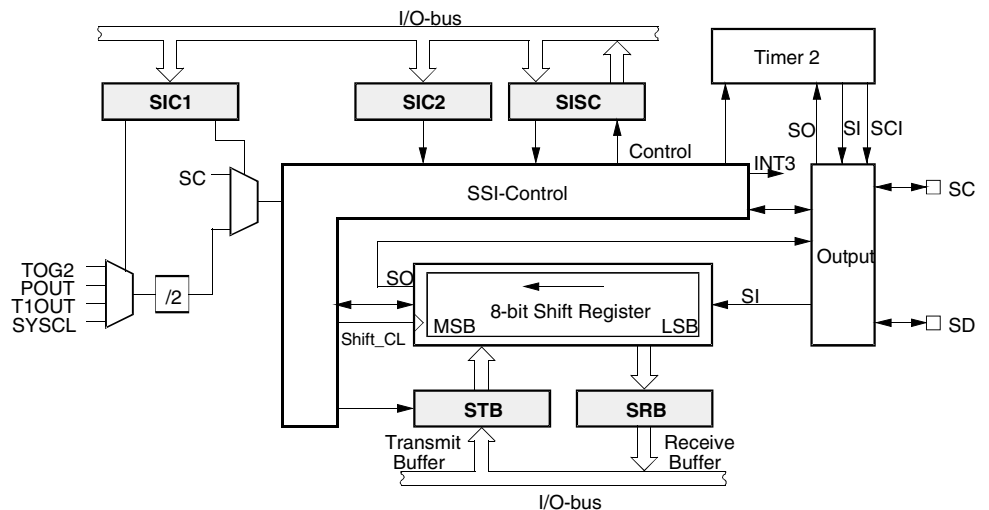 I/O-bus
Timer 2
SIC1
SIC2
SISC
SO
SI
SCI
Control
INT3
SC
SSI-Control
SC
Output
TOG2
POUT
T1OUT
SYSCL
/2
SO
8-bit Shift Register
MSB
LSB
SI
Shift_CL
SD
STB
SRB
Transmit
Buffer
Receive
Buffer
I/O-bus